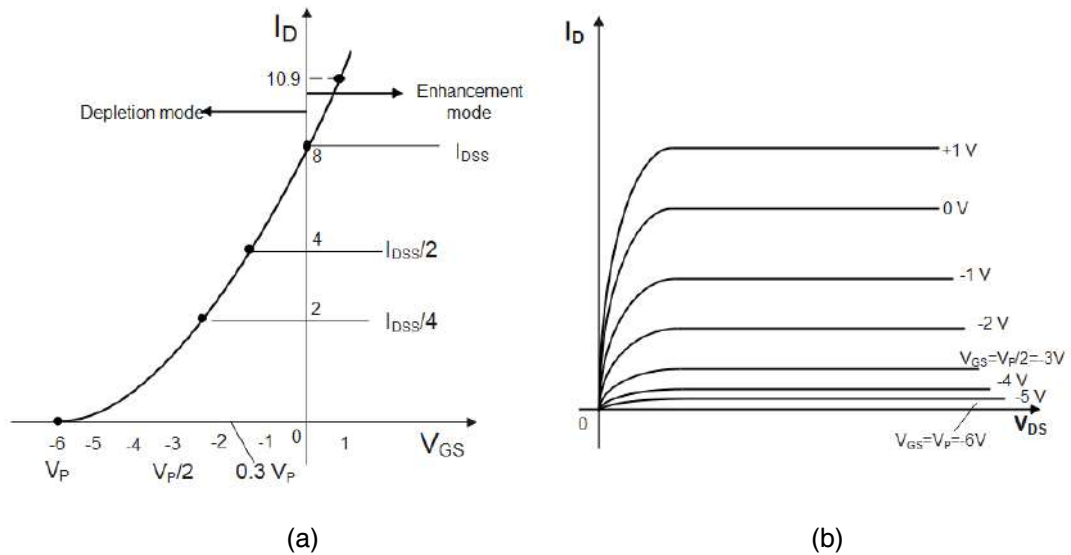 I_D
10.9
Enhancement
mode
Depletion mode
8
I_DSS
4
I_DSS/2
2
I_DSS/4
-6 -5 -4 -3 -2 -1 0 1 V_GS
V_P V_P/2 0.3 V_P
(a)
I_D
+1 V
0 V
-1 V
-2 V
V_GS=V_P/2=-3V
-4 V
-5 V
0
V_DS
V_GS=V_P=-6V
(b)